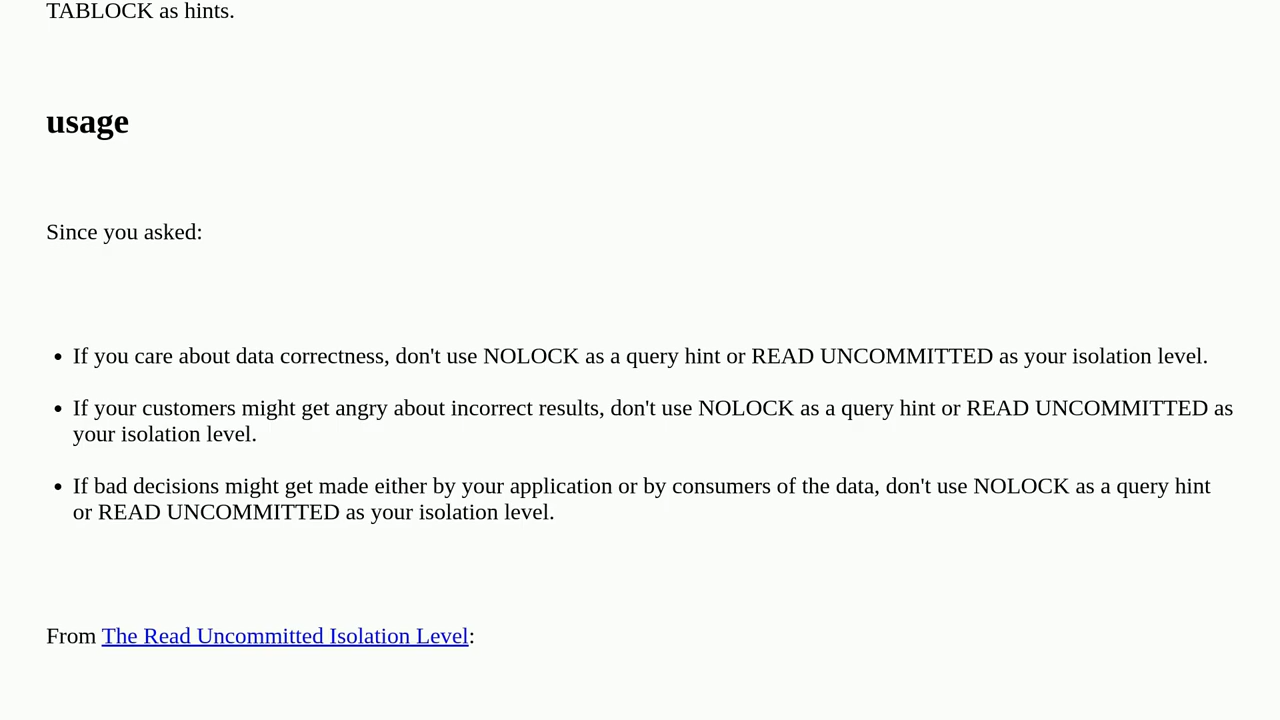 TABLOCK as hints.
usage
Since you asked:
• If you care about data correctness, don't use NOLOCK as a query hint or READ UNCOMMITTED as your isolation level.
• If your customers might get angry about incorrect results, don't use NOLOCK as a query hint or READ UNCOMMITTED as
your isolation level.
• If bad decisions might get made either by your application or by consumers of the data, don't use NOLOCK as a query hint
or READ UNCOMMITTED as your isolation level.
From The Read Uncommitted Isolation Level: